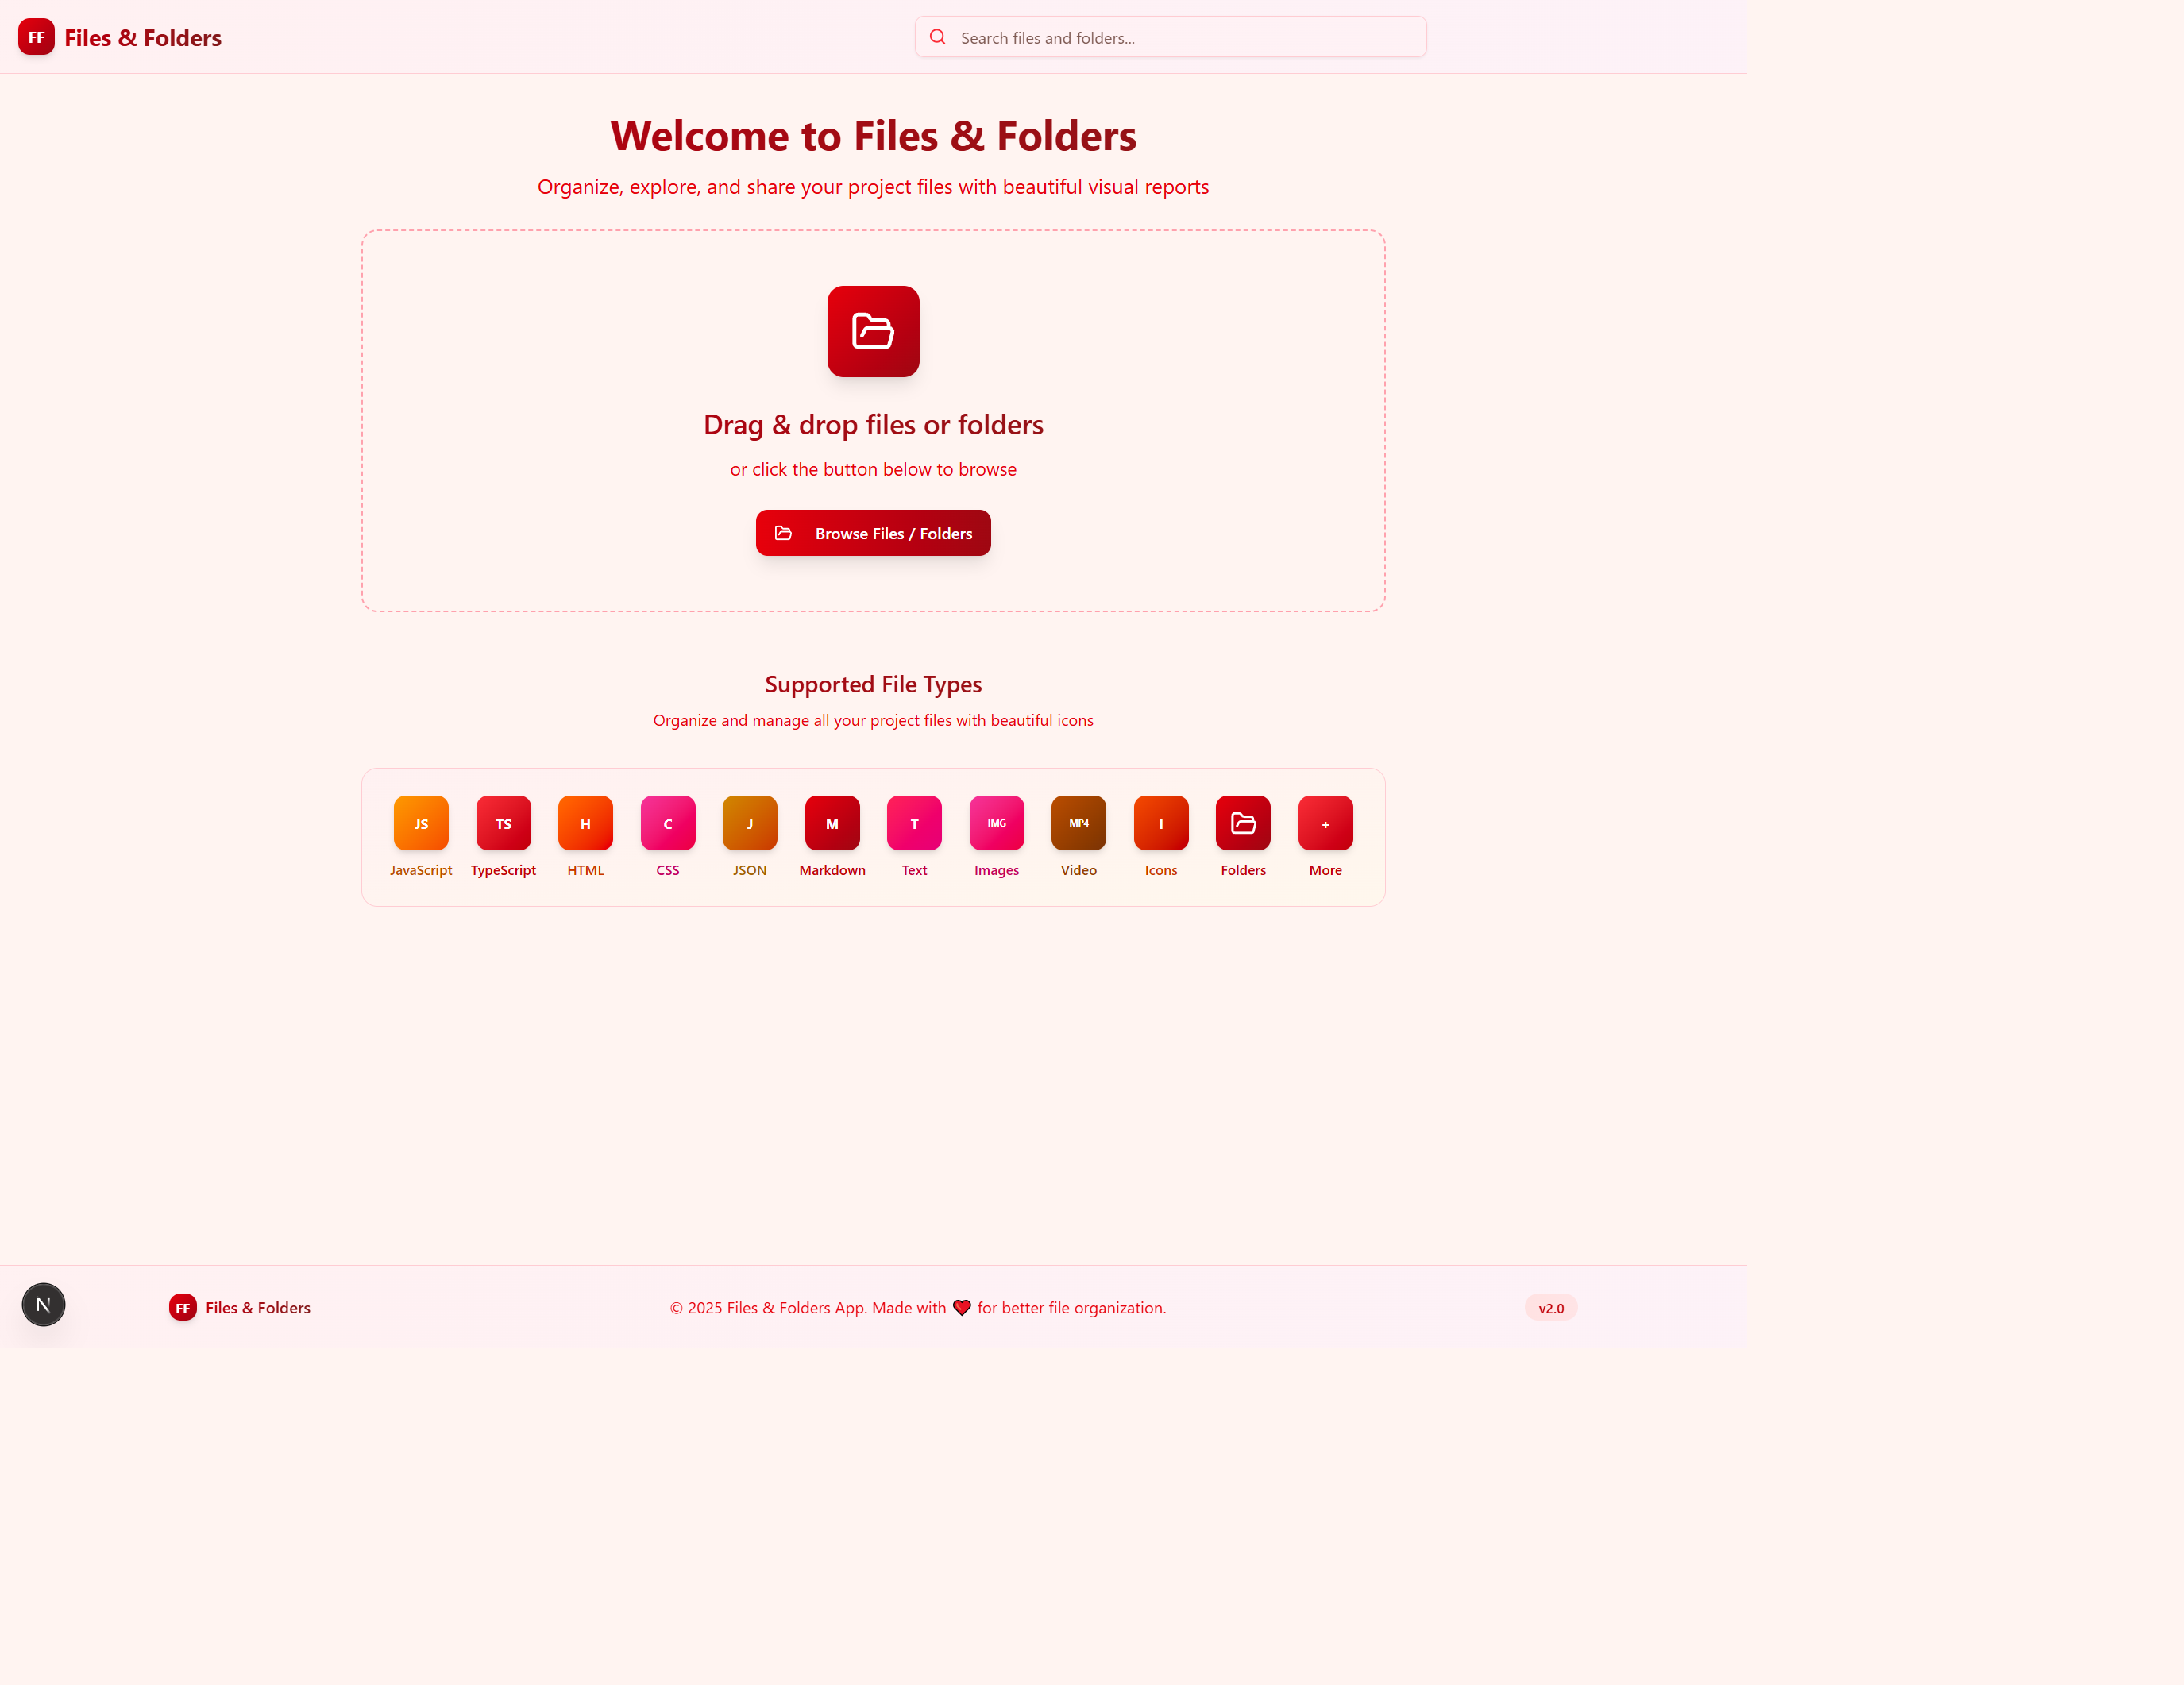 FF Files & Folders
Search files and folders...
Welcome to Files & Folders
Organize, explore, and share your project files with beautiful visual reports
Drag & drop files or folders
or click the button below to browse
Browse Files / Folders
Supported File Types
Organize and manage all your project files with beautiful icons
JS TS H C J M T IMG MP4 I +
JavaScript TypeScript HTML CSS JSON Markdown Text Images Video Icons Folders More
N FF Files & Folders © 2025 Files & Folders App. Made with ❤️ for better file organization. v2.0